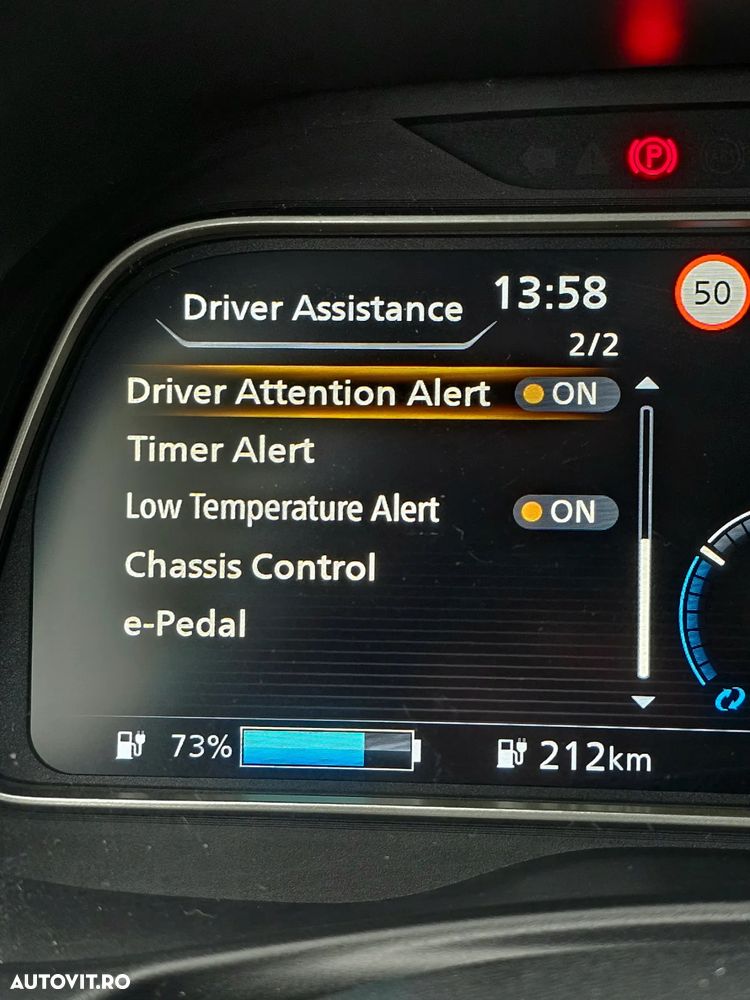 P
Driver Assistance
13:58
50
2/2
Driver Attention Alert ON
Timer Alert
Low Temperature Alert ON
Chassis Control
e-Pedal
73%
212km
AUTOVIT.RO